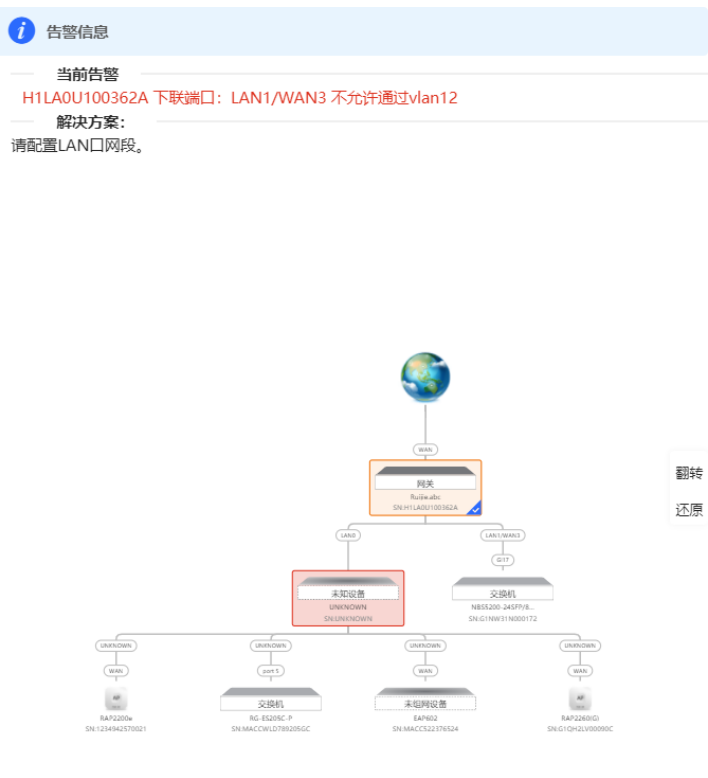 告警信息
当前告警
H1LA0U100362A 下联端口：LAN1/WAN3 不允许通过vlan12
解决方案：
请配置LAN口网段。
WAN
网关
Ruijie.abc
SN:H1LA0U100362A
翻转
还原
LAN0
LAN1/WAN3
GI17
未知设备
UNKNOWN
SN:UNKNOWN
交换机
NBS5200-24SFP/8...
SN:G1NW31N000172
UNKNOWN
UNKNOWN
UNKNOWN
UNKNOWN
WAN
port 5
WAN
WAN
AP
RAP2200e
SN:1234942570021
交换机
RG-ES209C-P
SN:MACCWLD789205GC
未组网设备
EAP602
SN:MACC522376524
AP
RAP2260(G)
SN:G1QH2LV00090C